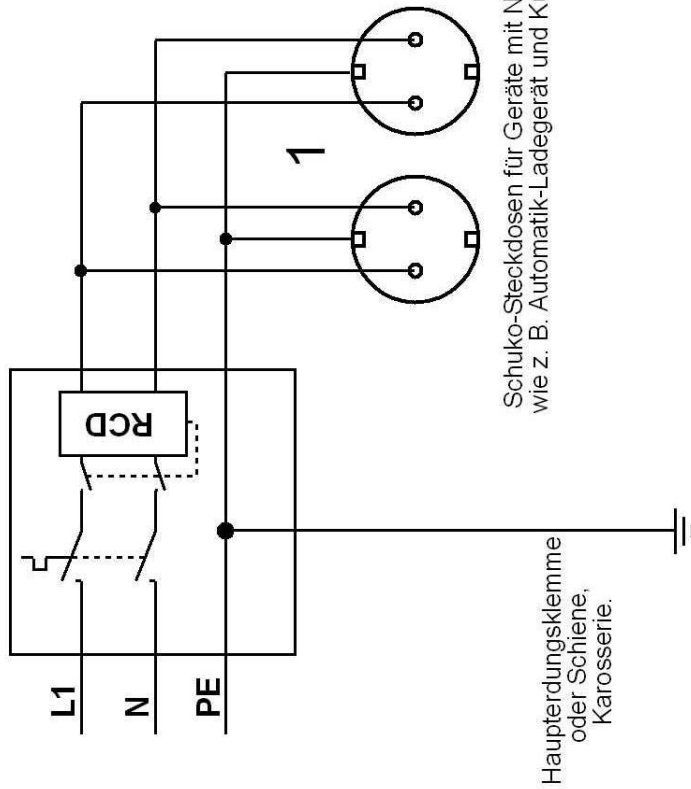 L1
N
PE
RCD
1
Schuko-Steckdosen für Geräte mit
wie z. B. Automatik-Ladegerät und
Haupterdungsklemme
oder Schiene,
Karosserie.